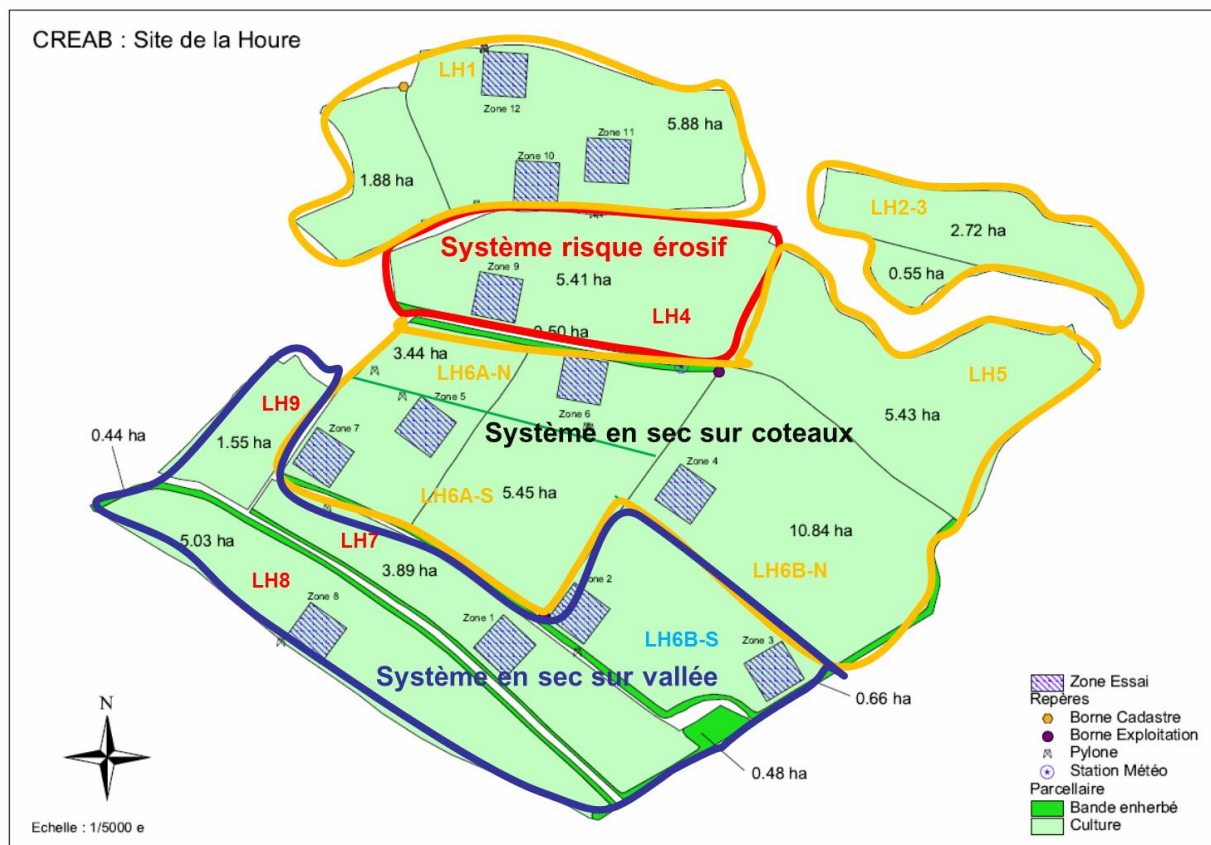 CREAB : Site de la Houre
LH1
Zone 12
5.88 ha
Zone 11
Zone 10
1.88 ha
LH2-3
2.72 ha
0.55 ha
Système risque érosif
Zone 9
5.41 ha
LH4
0.50 ha
3.44 ha
LH6A-N
LH5
5.43 ha
LH9
Zone 5
Zone 6
Système en sec sur coteaux
0.44 ha
1.55 ha
Zone 7
Zone 4
LH6A-S
5.45 ha
10.84 ha
5.03 ha
LH7
3.89 ha
LH6B-N
LH8
Zone 2
Zone 8
Zone 1
LH6B-S
Zone 3
Système en sec sur vallée
0.66 ha
0.48 ha
N
Echelle : 1/5000 e
Zone Essai
Repères
Borne Cadastre
Borne Exploitation
Pylone
Station Météo
Parcellaire
Bande enherbé
Culture